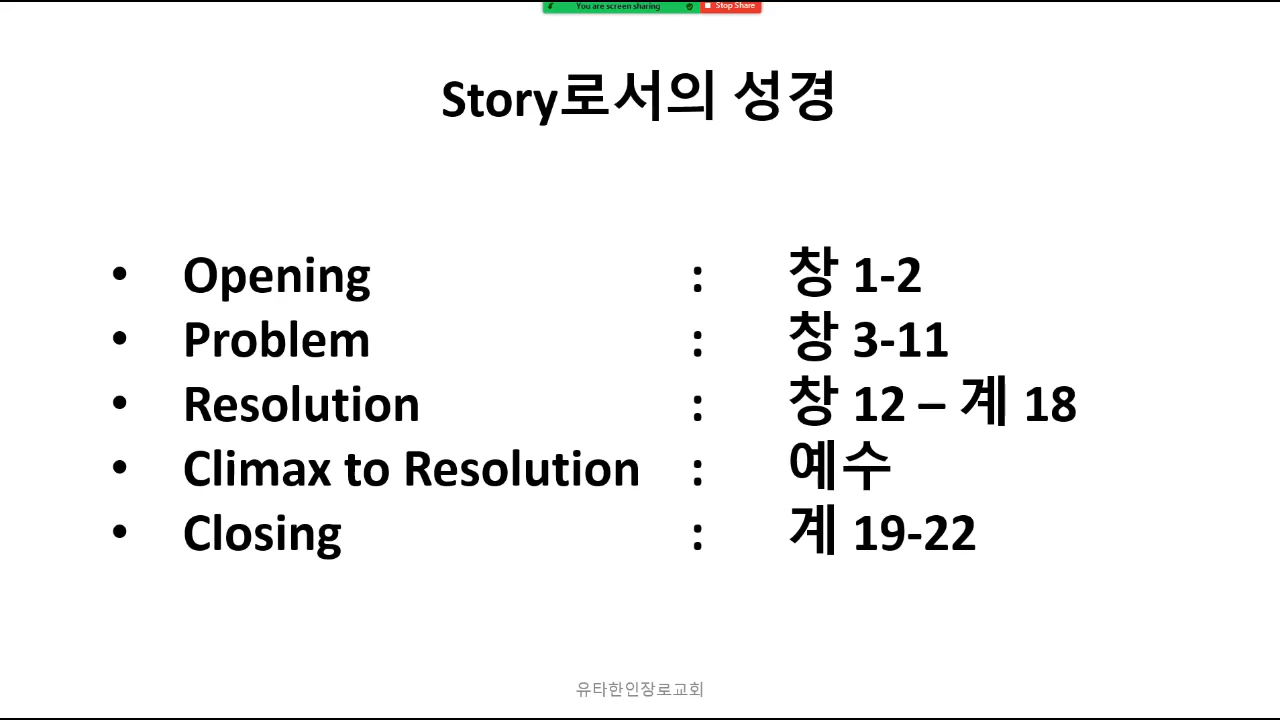 You are screen sharing Stop Share
Story로서의 성경
• Opening : 창 1-2
• Problem : 창 3-11
• Resolution : 창 12 – 계 18
• Climax to Resolution : 예수
• Closing : 계 19-22
유타한인장로교회